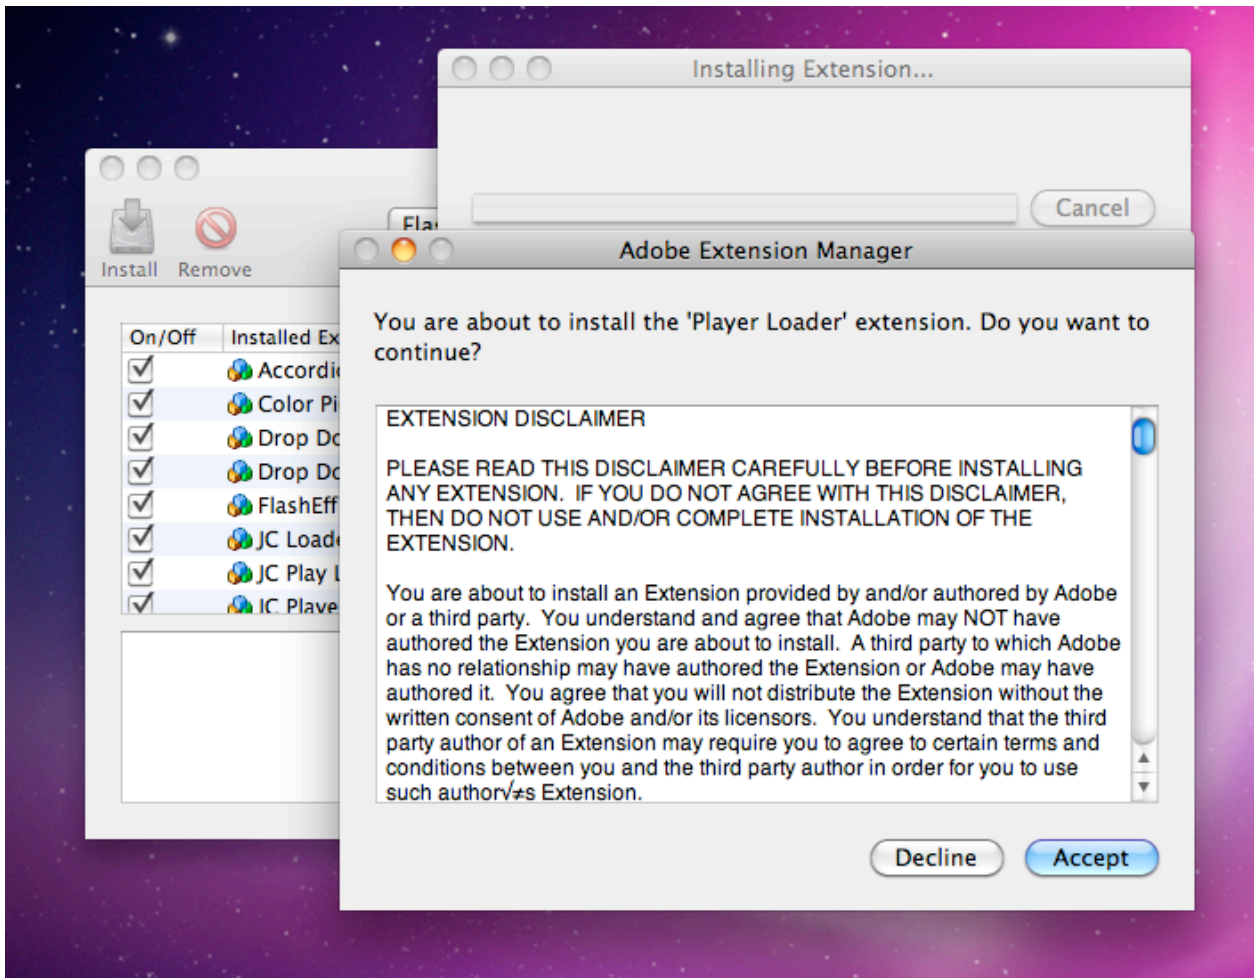 Installing Extension...
Cancel
Install Remove
Adobe Extension Manager
You are about to install the 'Player Loader' extension. Do you want to
continue?
On/Off Installed
Color
Drop
Drop
JC
JC Play
JC
EXTENSION DISCLAIMER
PLEASE READ THIS DISCLAIMER CAREFULLY BEFORE INSTALLING
ANY EXTENSION.  IF YOU DO NOT AGREE WITH THIS DISCLAIMER,
THEN DO NOT USE AND/OR COMPLETE INSTALLATION OF THE
EXTENSION.
You are about to install an Extension provided by and/or authored by Adobe
or a third party.  You understand and agree that Adobe may NOT have
authored the Extension you are about to install.  A third party to which Adobe
has no relationship may have authored the Extension or Adobe may have
authored it.  You agree that you will not distribute the Extension without the
written consent of Adobe and/or its licensors.  You understand that the third
party author of an Extension may require you to agree to certain terms and
conditions between you and the third party author in order for you to use
such author√≠s Extension.
Decline Accept